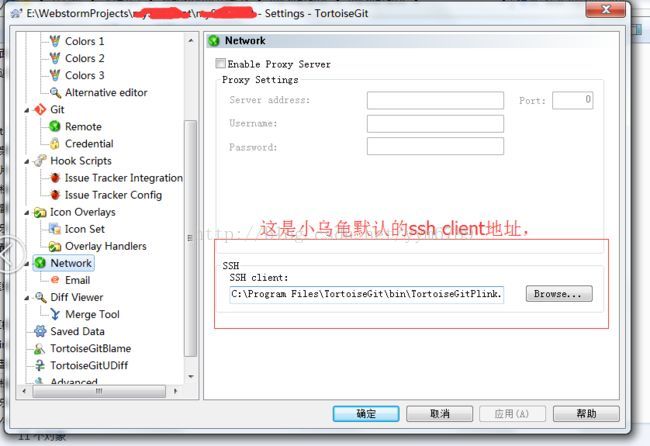 E:\WebstormProjects\my - Settings - TortoiseGit
Colors 1
Colors 2
Colors 3
Alternative editor
Git
Remote
Credential
Hook Scripts
Issue Tracker Integration
Issue Tracker Config
Icon Overlays
Icon Set
Overlay Handlers
Network
Email
Diff Viewer
Merge Tool
Saved Data
TortoiseGitBlame
TortoiseGitUDiff
Advanced
Network
Enable Proxy Server
Proxy Settings
Server address:
Port: 0
Username:
Password:
这是小乌龟默认的ssh client地址，
SSH
SSH client:
C:\Program Files\TortoiseGit\bin\TortoiseGitPlink.
Browse...
确定
取消
应用(A)
帮助
11 个对象